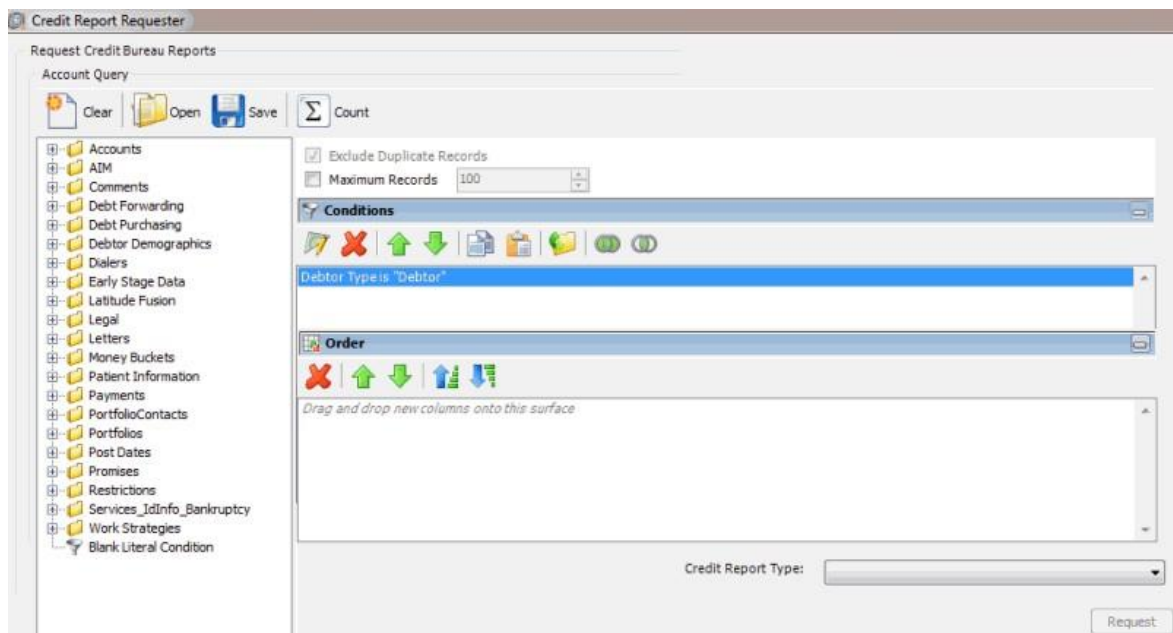 Credit Report Requester
Request Credit Bureau Reports
Account Query
Clear Open Save Count
Accounts
AIM
Comments
Debt Forwarding
Debt Purchasing
Debtor Demographics
Dialers
Early Stage Data
Latitude Fusion
Legal
Letters
Money Buckets
Patient Information
Payments
PortfolioContacts
Portfolios
Post Dates
Promises
Restrictions
Services_IdInfo_Bankruptcy
Work Strategies
Blank Literal Condition
Exclude Duplicate Records
Maximum Records 100
Conditions
Debtor Type is "Debtor"
Order
Drag and drop new columns onto this surface
Credit Report Type:
Request